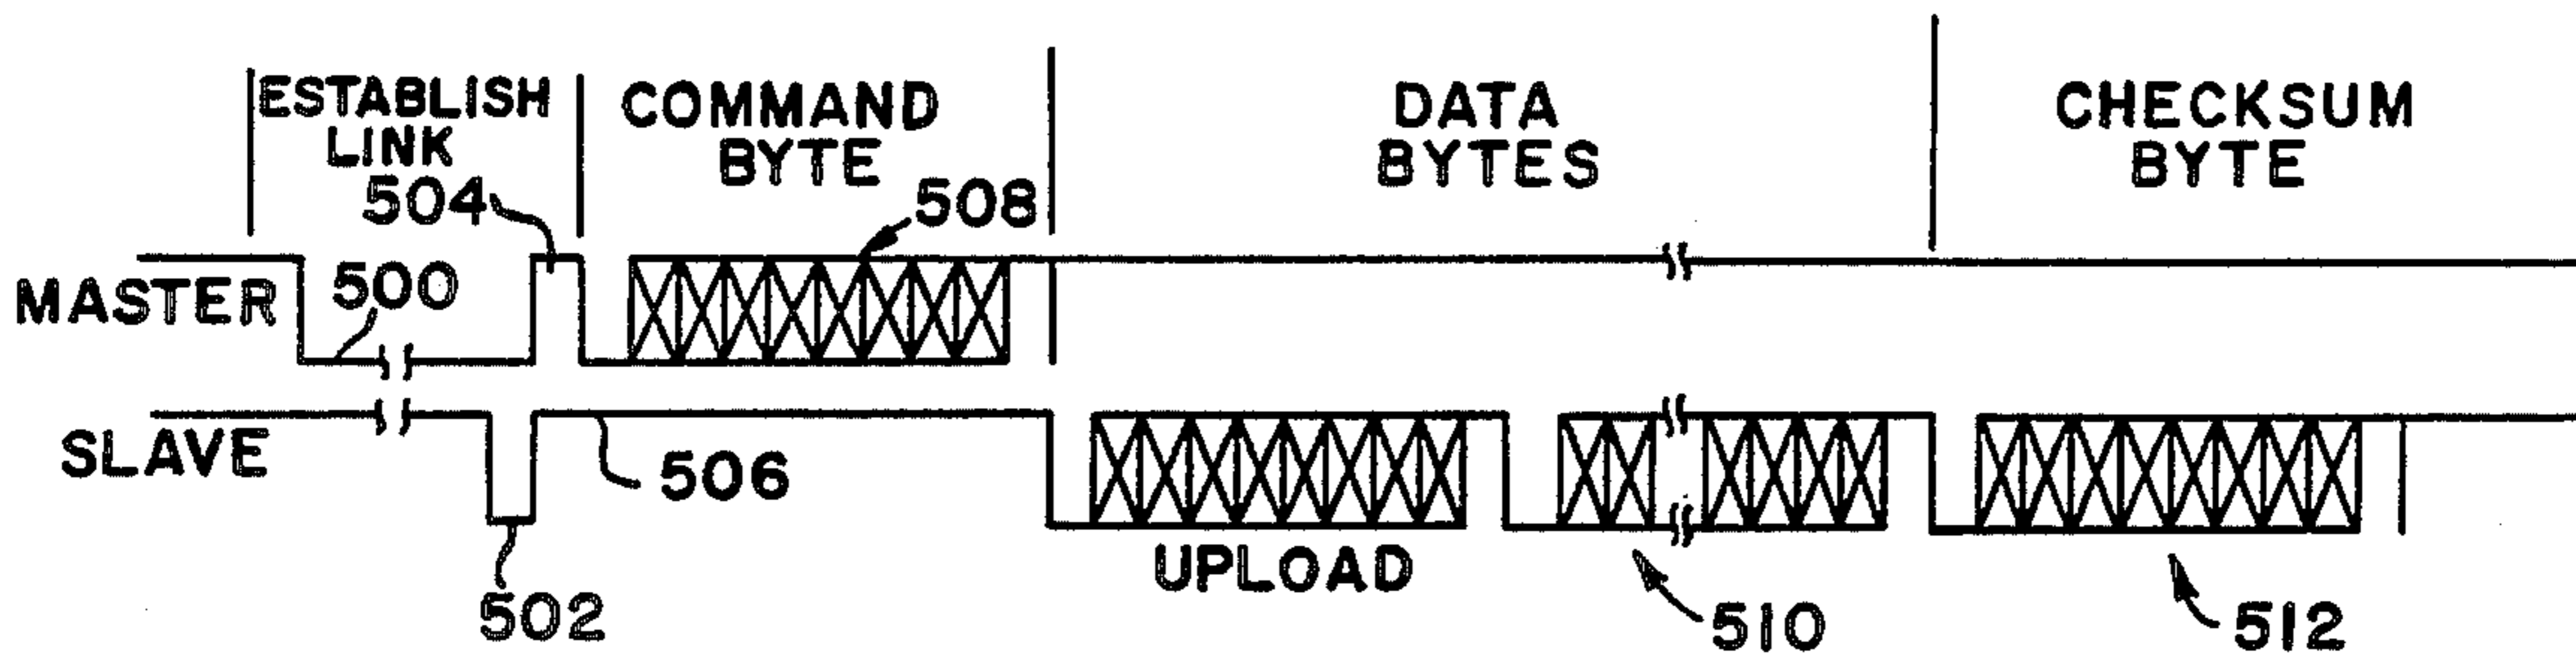 ESTABLISH
LINK
COMMAND
BYTE
DATA
BYTES
CHECKSUM
BYTE
504
508
MASTER
500
SLAVE
506
502
UPLOAD
510
512